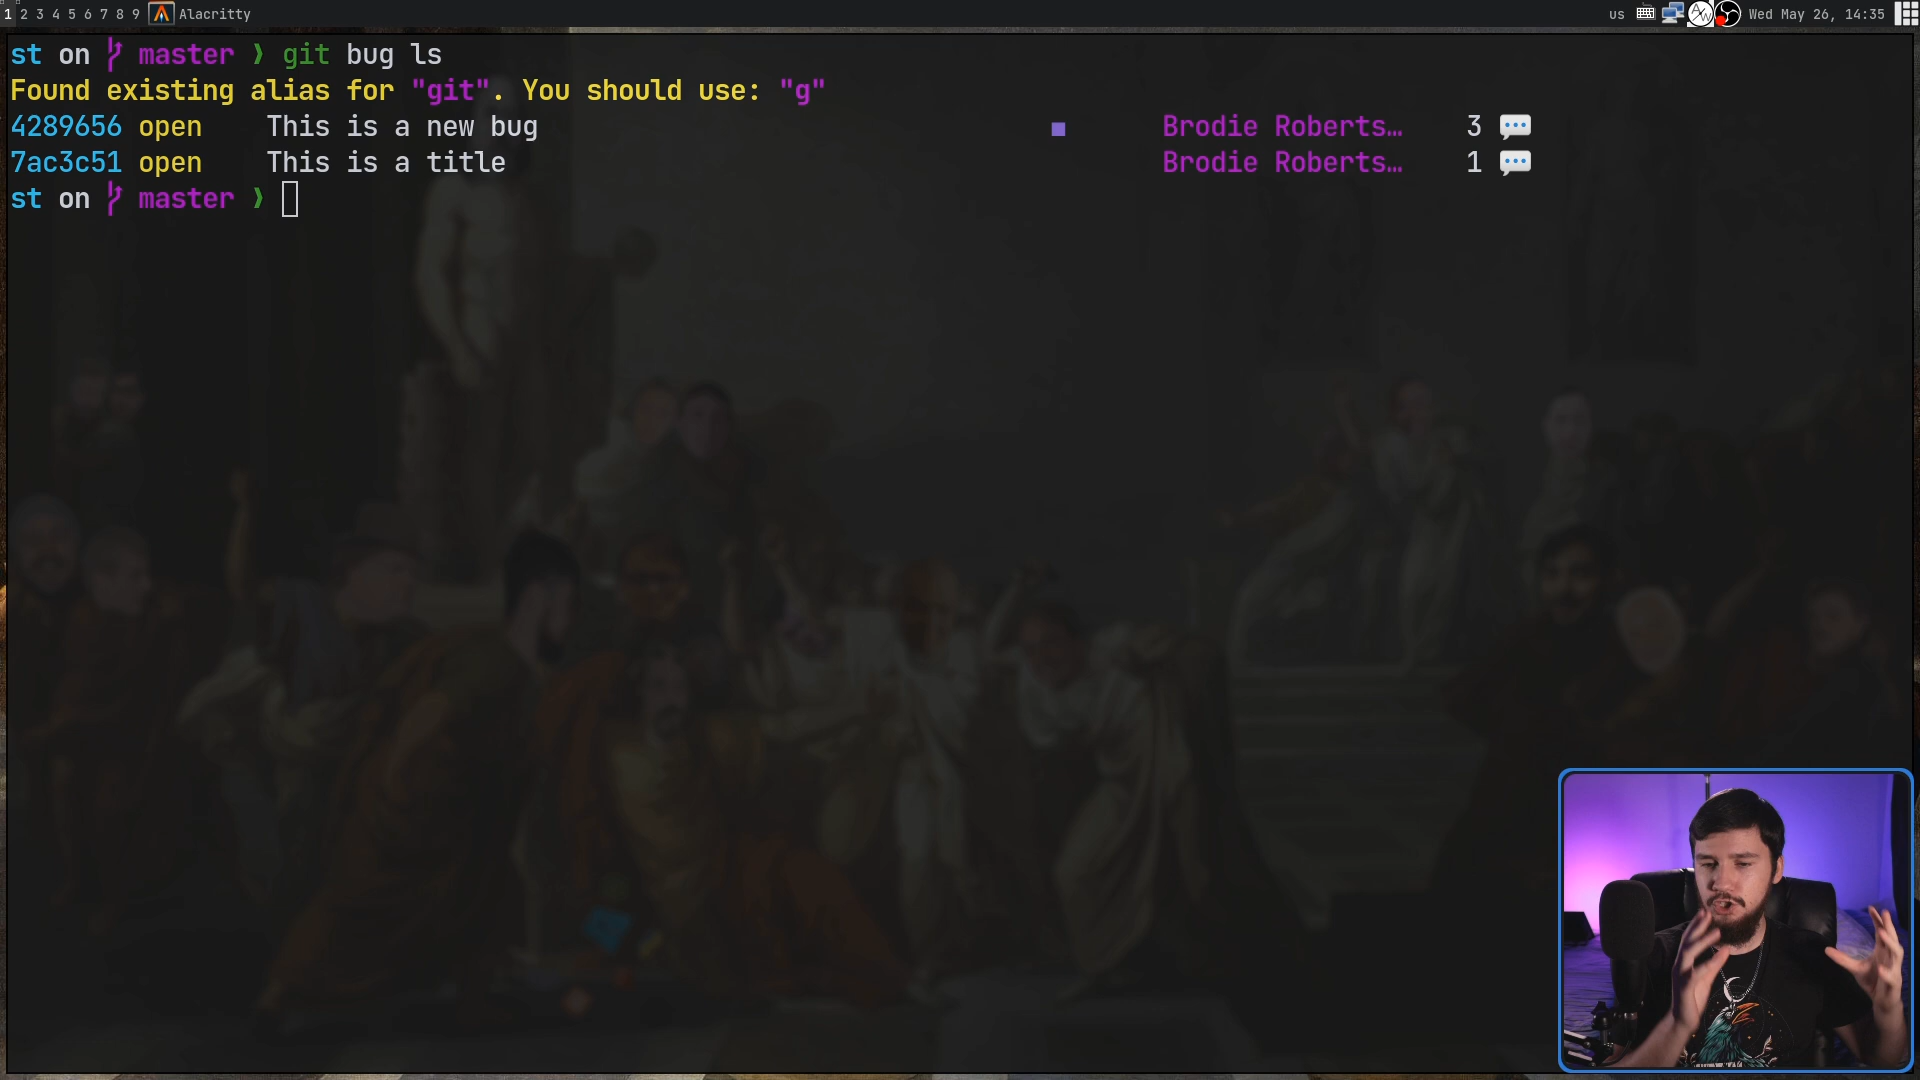 1 2 3 4 5 6 7 8 9 Alacritty us Wed May 26, 14:35
st on master ❯ git bug ls
Found existing alias for "git". You should use: "g"
4289656 open This is a new bug Brodie Roberts… 3
7ac3c51 open This is a title Brodie Roberts… 1
st on master ❯